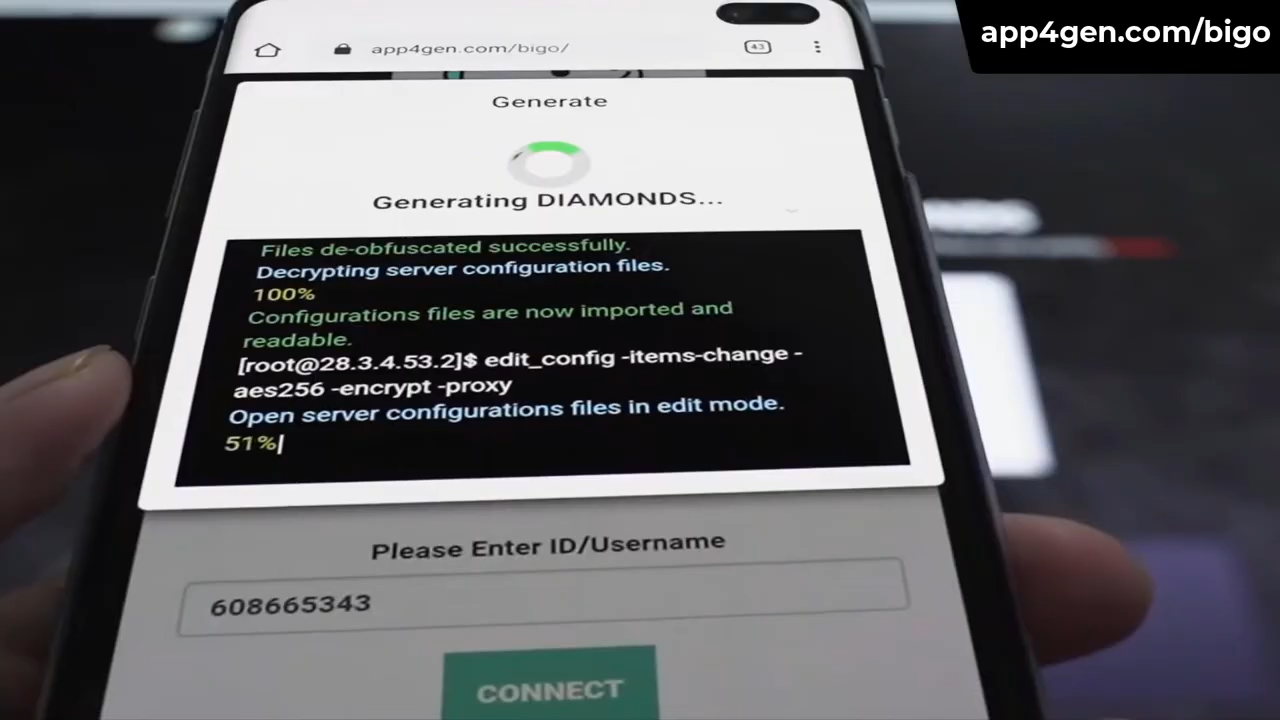 app4gen.com/bigo
app4gen.com/bigo/
43
Generate
Generating DIAMONDS...
Files de-obfuscated successfully.
Decrypting server configuration files.
100%
Configurations files are now imported and
readable.
[root@28.3.4.53.2]$ edit_config -items-change -
aes256 -encrypt -proxy
Open server configurations files in edit mode.
51%
Please Enter ID/Username
608665343
CONNECT